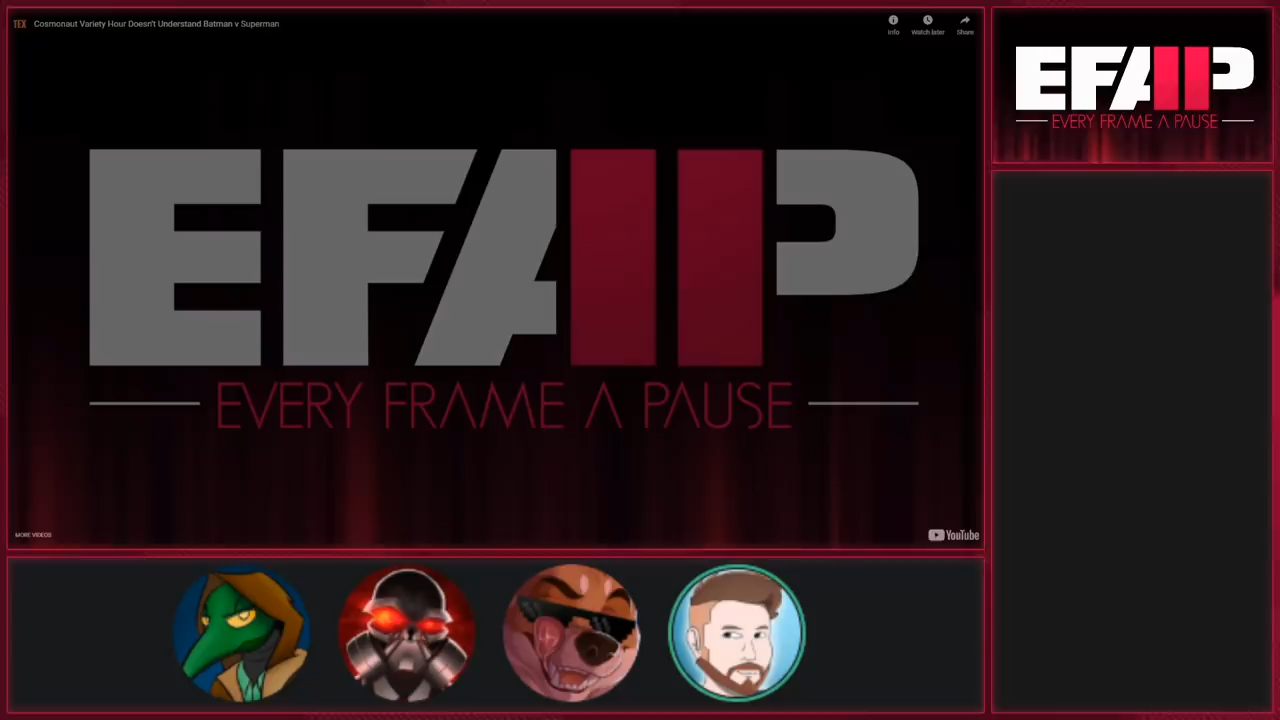 TEX
Cosmonaut Variety Hour Doesn't Understand Batman v Superman
Info
Watch later
Share
EFAP
EVERY FRAME A PAUSE
MORE VIDEOS
YouTube
EFAP
EVERY FRAME A PAUSE